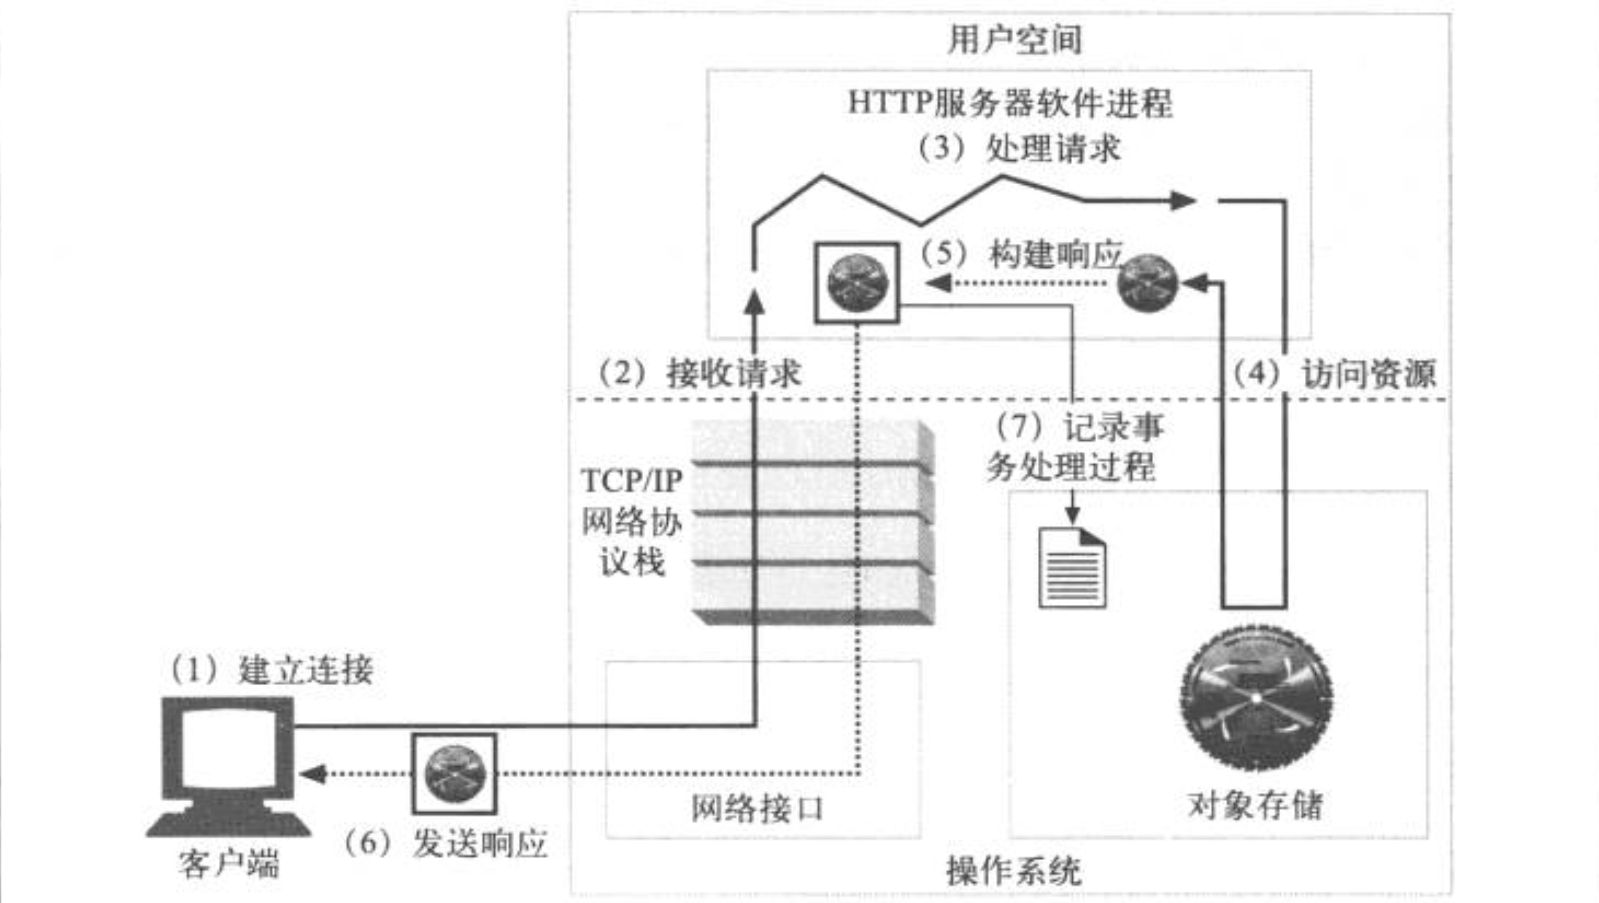 用户空间
HTTP服务器软件进程
（3）处理请求
（5）构建响应
（2）接收请求
（4）访问资源
（7）记录事
务处理过程
TCP/IP
网络协
议栈
（1）建立连接
网络接口
对象存储
（6）发送响应
客户端
操作系统